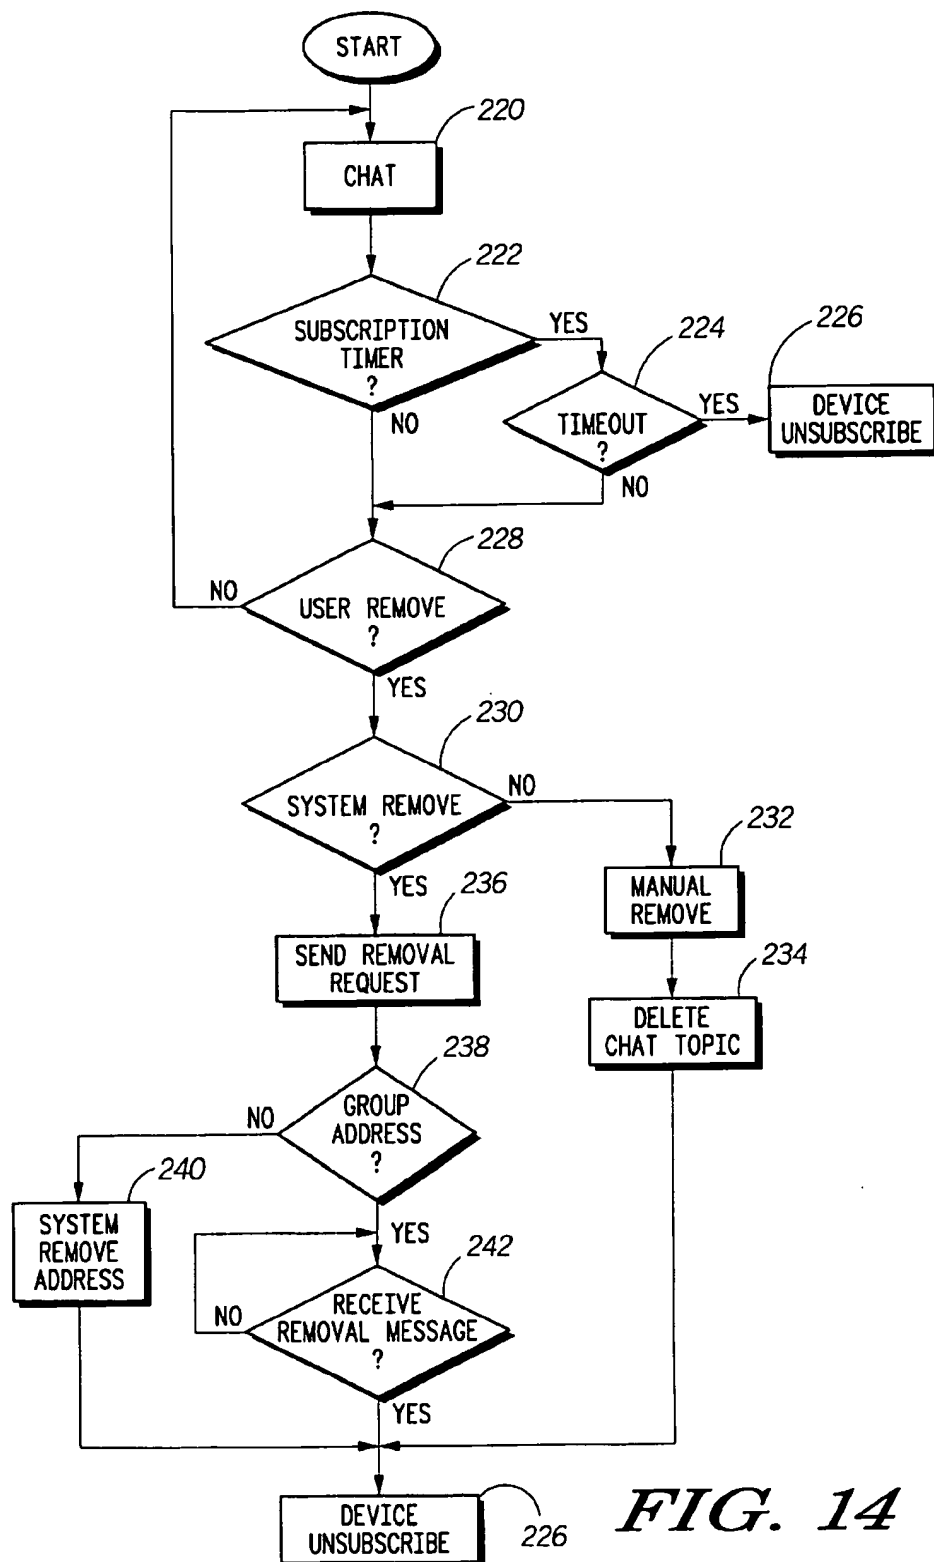 START
220
CHAT
222
SUBSCRIPTION
TIMER
?
YES
224
226
NO
TIMEOUT
?
YES
DEVICE
UNSUBSCRIBE
NO
228
NO
USER REMOVE
?
YES
230
SYSTEM REMOVE
?
NO
232
YES
236
MANUAL
REMOVE
SEND REMOVAL
REQUEST
234
DELETE
CHAT TOPIC
238
NO
GROUP
ADDRESS
?
240
SYSTEM
REMOVE
ADDRESS
YES
242
NO
RECEIVE
REMOVAL MESSAGE
?
YES
DEVICE
UNSUBSCRIBE
226
FIG. 14